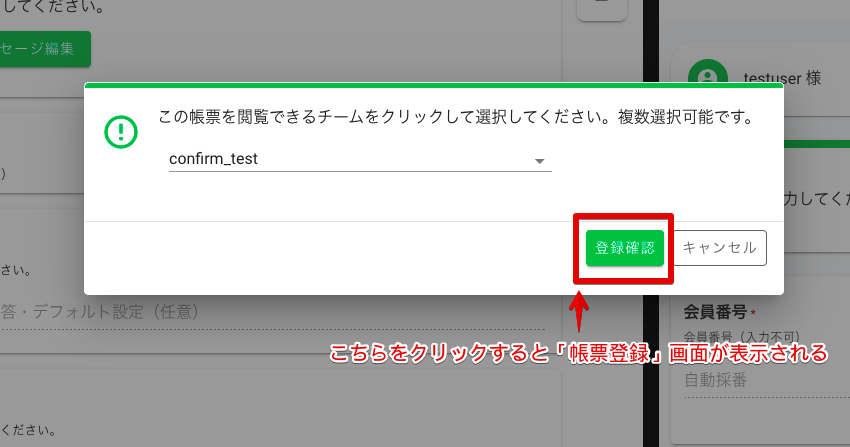 してください。
セージ編集
testuser 様
この帳票を閲覧できるチームをクリックして選択してください。複数選択可能です。
confirm_test
)
力してくだ
登録確認
キャンセル
さい。
答・デフォルト設定（任意）
会員番号*
会員番号（入力不可）
こちらをクリックすると「帳票登録」画面が表示される
自動採番
ください。